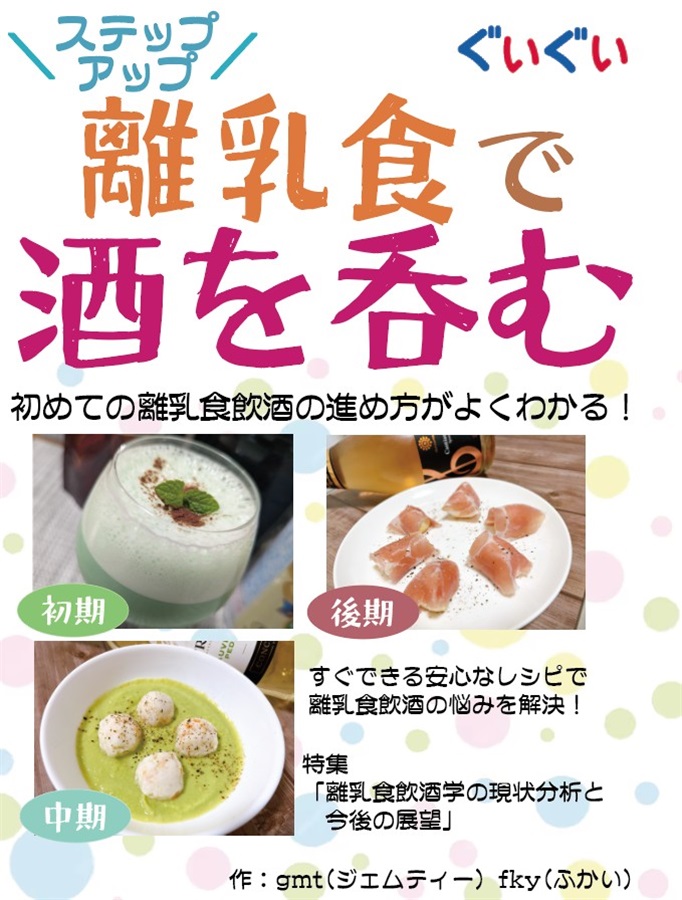 ステップ
アップ
ぐいぐい
離乳食で
酒を呑む
初めての離乳食飲酒の進め方がよくわかる！
初期
後期
中期
すぐできる安心なレシピで
離乳食飲酒の悩みを解決！
特集
「離乳食飲酒学の現状分析と
今後の展望」
作：gmt(ジエムティー) fky(ふかい)